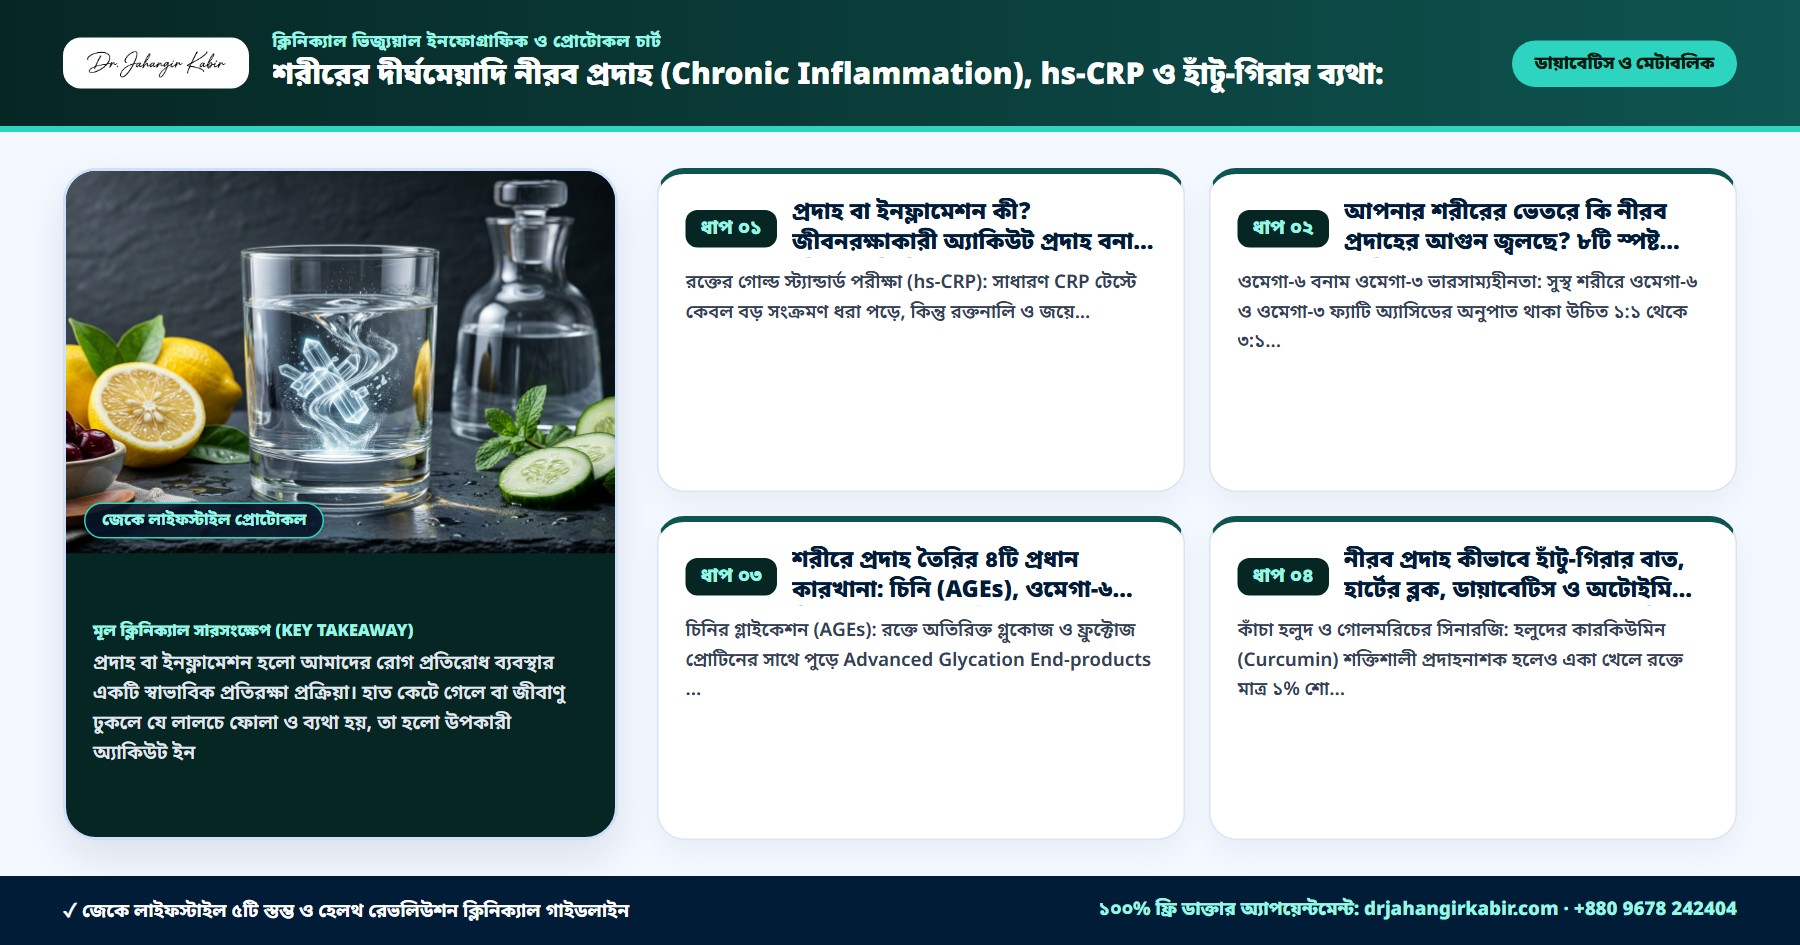 Dr. Jahangir Kabir
ক্লিনিক্যাল ভিজ্যুয়াল ইনফোগ্রাফিক ও প্রোটোকল চার্ট
শরীরের দীর্ঘমেয়াদি নীরব প্রদাহ (Chronic Inflammation), hs-CRP ও হাঁটু-গিরার ব্যথা:
ডায়াবেটিস ও মেটাবলিক
জেকে লাইফস্টাইল প্রোটোকল
মূল ক্লিনিক্যাল সারসংক্ষেপ (KEY TAKEAWAY)
প্রদাহ বা ইনফ্লামেশন হলো আমাদের রোগ প্রতিরোধ ব্যবস্থার
একটি স্বাভাবিক প্রতিরক্ষা প্রক্রিয়া। হাত কেটে গেলে বা জীবাণু
ঢুকলে যে লালচে ফোলা ও ব্যথা হয়, তা হলো উপকারী
অ্যাকিউট ইন
ধাপ ০১
প্রদাহ বা ইনফ্লামেশন কী?
জীবনরক্ষাকারী অ্যাকিউট প্রদাহ বনা...
রক্তের গোল্ড স্ট্যান্ডার্ড পরীক্ষা (hs-CRP): সাধারণ CRP টেস্টে
কেবল বড় সংক্রমণ ধরা পড়ে, কিন্তু রক্তনালি ও জয়ে...
ধাপ ০২
আপনার শরীরের ভেতরে কি নীরব
প্রদাহের আগুন জ্বলছে? ৮টি স্পষ্ট...
ওমেগা-৬ বনাম ওমেগা-৩ ভারসাম্যহীনতা: সুস্থ শরীরে ওমেগা-৬
ও ওমেগা-৩ ফ্যাটি অ্যাসিডের অনুপাত থাকা উচিত ১:১ থেকে
৩:১...
ধাপ ০৩
শরীরে প্রদাহ তৈরির ৪টি প্রধান
কারখানা: চিনি (AGEs), ওমেগা-৬...
চিনির গ্লাইকেশন (AGEs): রক্তে অতিরিক্ত গ্লুকোজ ও ফ্রুক্টোজ
প্রোটিনের সাথে পুড়ে Advanced Glycation End-products
...
ধাপ ০৪
নীরব প্রদাহ কীভাবে হাঁটু-গিরার বাত,
হার্টের ব্লক, ডায়াবেটিস ও অটোইমি...
কাঁচা হলুদ ও গোলমরিচের সিনারজি: হলুদের কারকিউমিন
(Curcumin) শক্তিশালী প্রদাহনাশক হলেও একা খেলে রক্তে
মাত্র ১% শো...
✓ জেকে লাইফস্টাইল ৫টি স্তম্ভ ও হেলথ রেভলিউশন ক্লিনিক্যাল গাইডলাইন
১০০% ফ্রি ডাক্তার অ্যাপয়েন্টমেন্ট: drjahangirkabir.com · +880 9678 242404